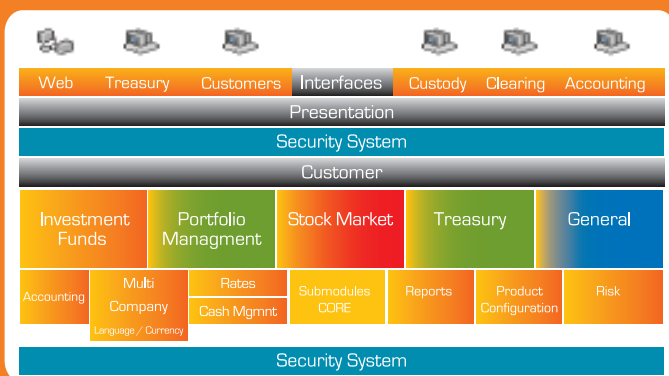 Web Treasury Customers Interfaces Custody Clearing Accounting
Presentation
Security System
Customer
Investment Funds
Portfolio Managment
Stock Market
Treasury
General
Accounting
Multi
Company
Language / Currency
Rates
Cash Mgmnt
Submodules
CORE
Reports
Product
Configuration
Risk
Security System